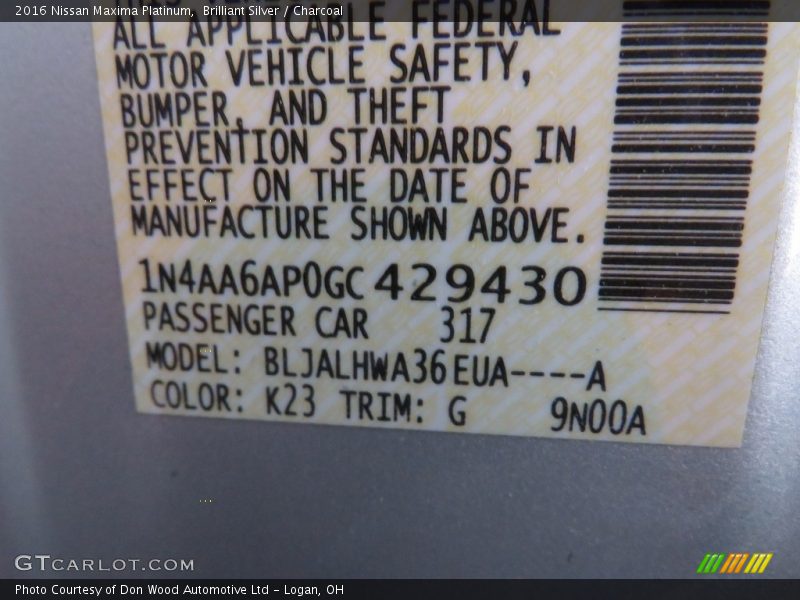 2016 Nissan Maxima Platinum,  Brilliant Silver / Charcoal
ALL APPLICABLE FEDERAL
MOTOR VEHICLE SAFETY,
BUMPER, AND THEFT
PREVENTION STANDARDS IN
EFFECT ON THE DATE OF
MANUFACTURE SHOWN ABOVE.
1N4AA6AP0GC429430
PASSENGER CAR 317
MODEL: BLJALHWA36EUA----A
COLOR: K23 TRIM: G 9N00A
GTCARLOT.COM
Photo Courtesy of Don Wood Automotive Ltd - Logan, OH